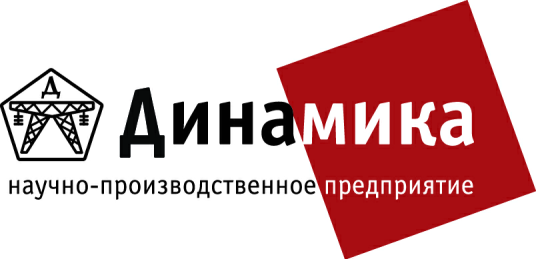 Д
Динамика
научно-производственное предприятие